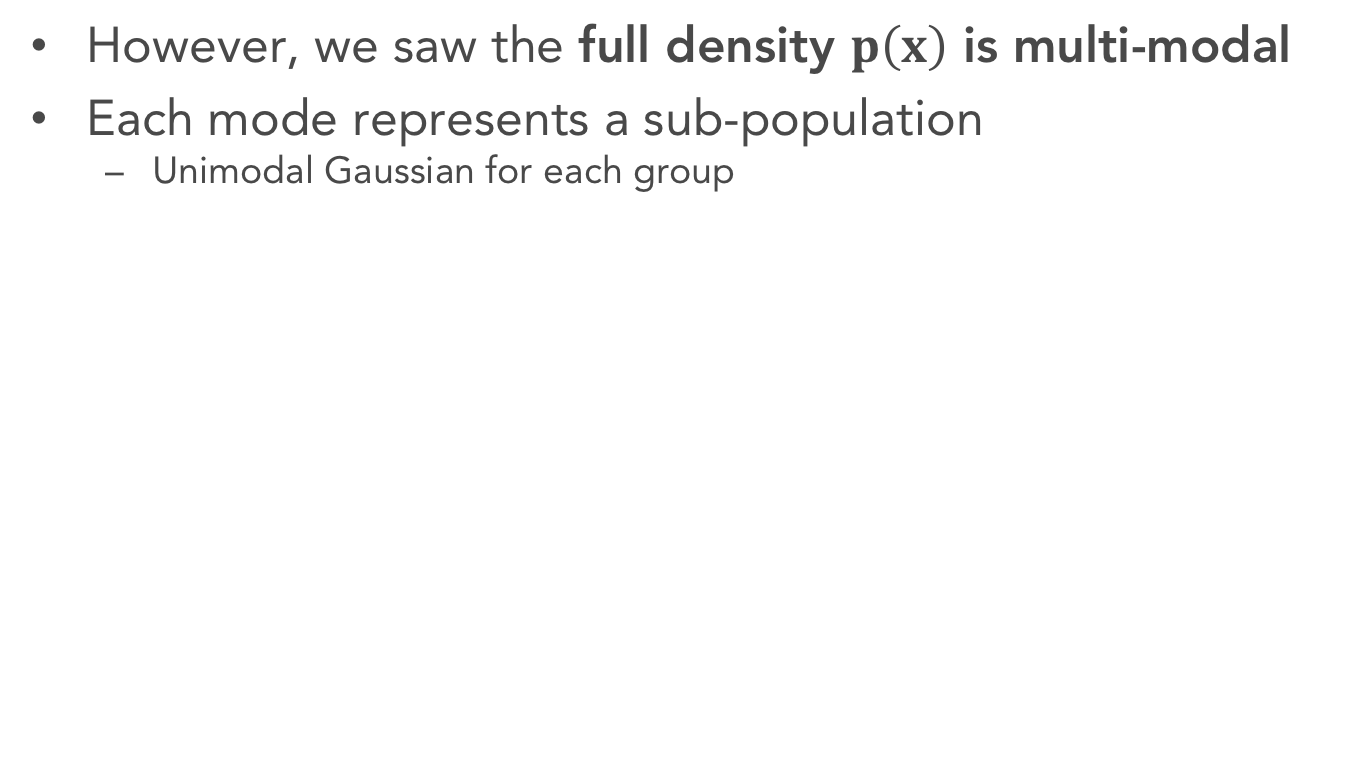 • However, we saw the full density p(x) is multi-modal
• Each mode represents a sub-population
– Unimodal Gaussian for each group